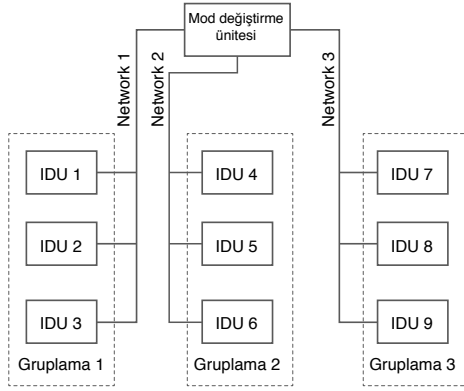 Mod değiştirme
ünitesi
Network 1
Network 2
Network 3
IDU 1
IDU 2
IDU 3
Gruplama 1
IDU 4
IDU 5
IDU 6
Gruplama 2
IDU 7
IDU 8
IDU 9
Gruplama 3